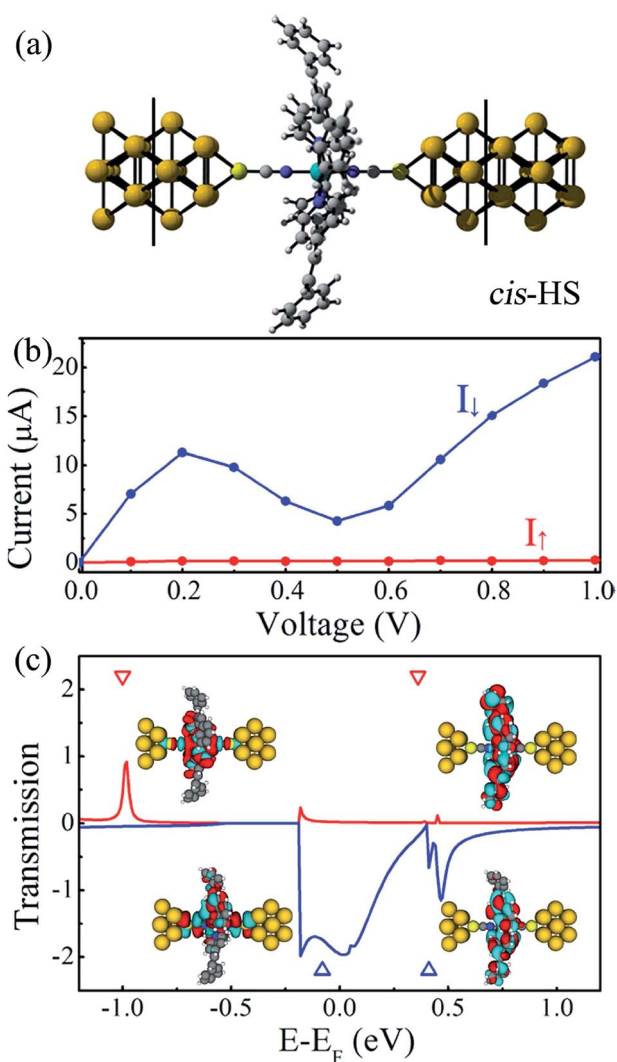 (a)
cis-HS
(b)
20
15
10
5
0
Current (μA)
I↓
I↑
0.0 0.2 0.4 0.6 0.8 1.0
Voltage (V)
(c)
2
1
0
-1
-2
Transmission
-1.0 -0.5 0.0 0.5 1.0
E-E_F (eV)